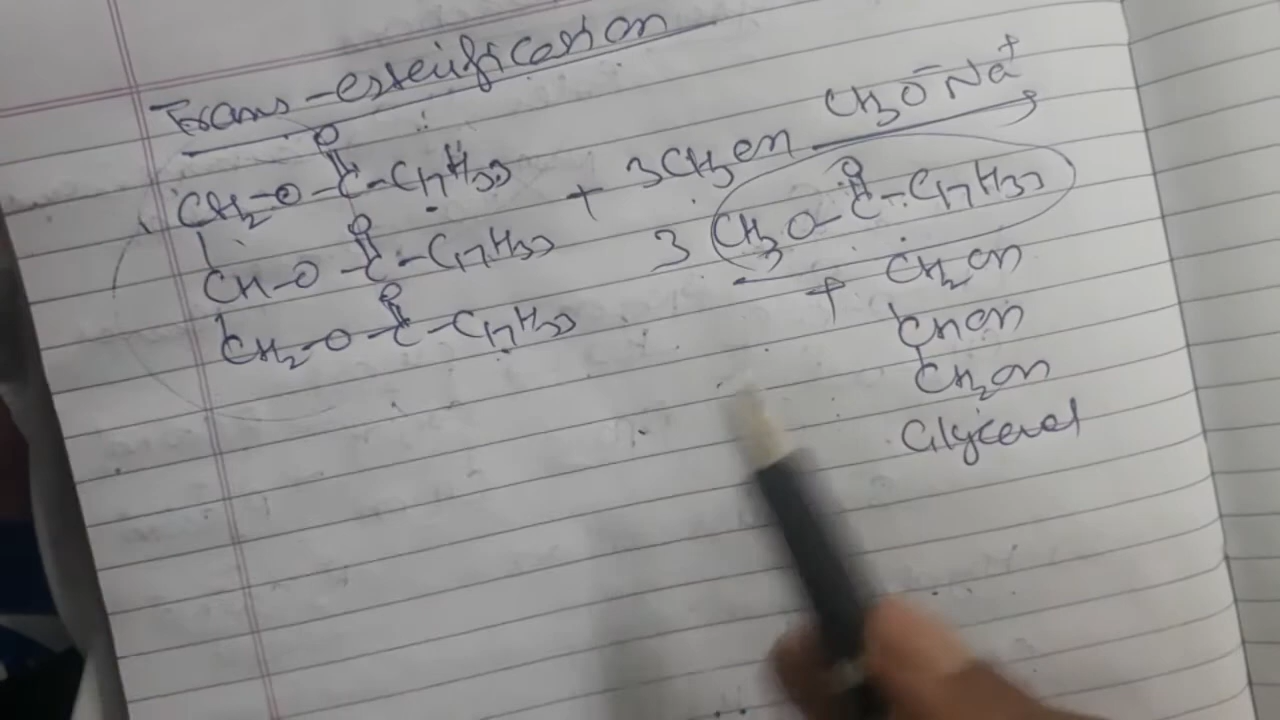 Trans-esterification
O
CH2-O-C-C17H33 + 3CH3OH CH3O-Na+
O
CH-O-C-C17H33
O
CH2-O-C-C17H33
O
3 CH3O-C-C17H33
+ CH2OH
CHOH
CH2OH
Glycerol